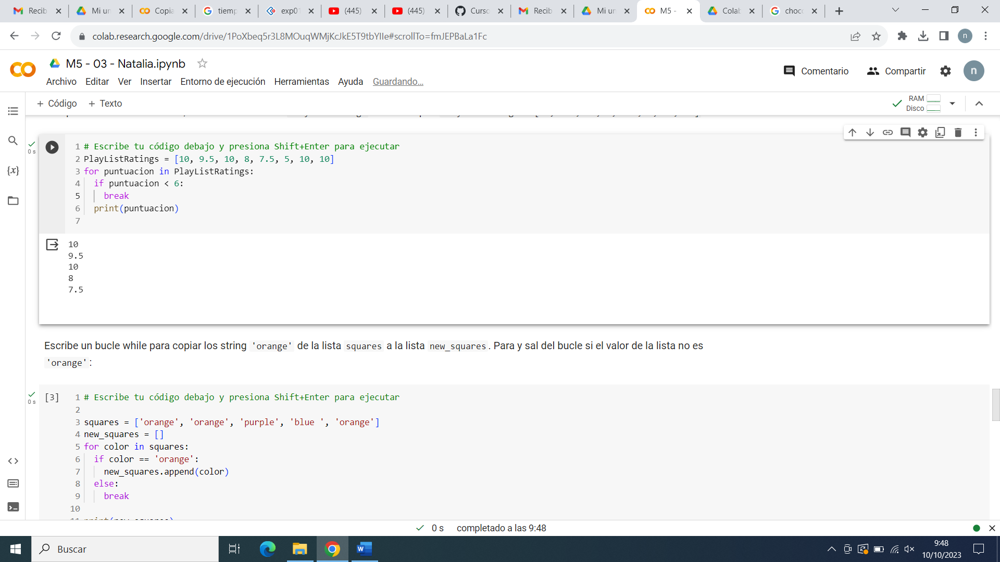 Recib
Mi un
Copia
tiemp
exp01
(445)
(445)
Curso
Recib
Mi un
M5 -
Colab
choco
colab.research.google.com/drive/1PoXbeq5r3L8MOuqWMjKcJkE5T9tbYIIe#scrollTo=fmJEPBaLa1Fc
n
M5 - 03 - Natalia.ipynb
Comentario
Compartir
n
Archivo Editar Ver Insertar Entorno de ejecución Herramientas Ayuda Guardando...
+ Código + Texto
RAM
Disco
0 s
1 # Escribe tu código debajo y presiona Shift+Enter para ejecutar
2 PlayListRatings = [10, 9.5, 10, 8, 7.5, 5, 10, 10]
3 for puntuacion in PlayListRatings:
4 if puntuacion < 6:
5 break
6 print(puntuacion)
7
10
9.5
10
8
7.5
Escribe un bucle while para copiar los string 'orange' de la lista squares a la lista new_squares. Para y sal del bucle si el valor de la lista no es
'orange':
0 s
[3]
1 # Escribe tu código debajo y presiona Shift+Enter para ejecutar
2
3 squares = ['orange', 'orange', 'purple', 'blue ', 'orange']
4 new_squares = []
5 for color in squares:
6 if color == 'orange':
7 new_squares.append(color)
8 else:
9 break
10
0 s completado a las 9:48
Buscar
9:48
10/10/2023